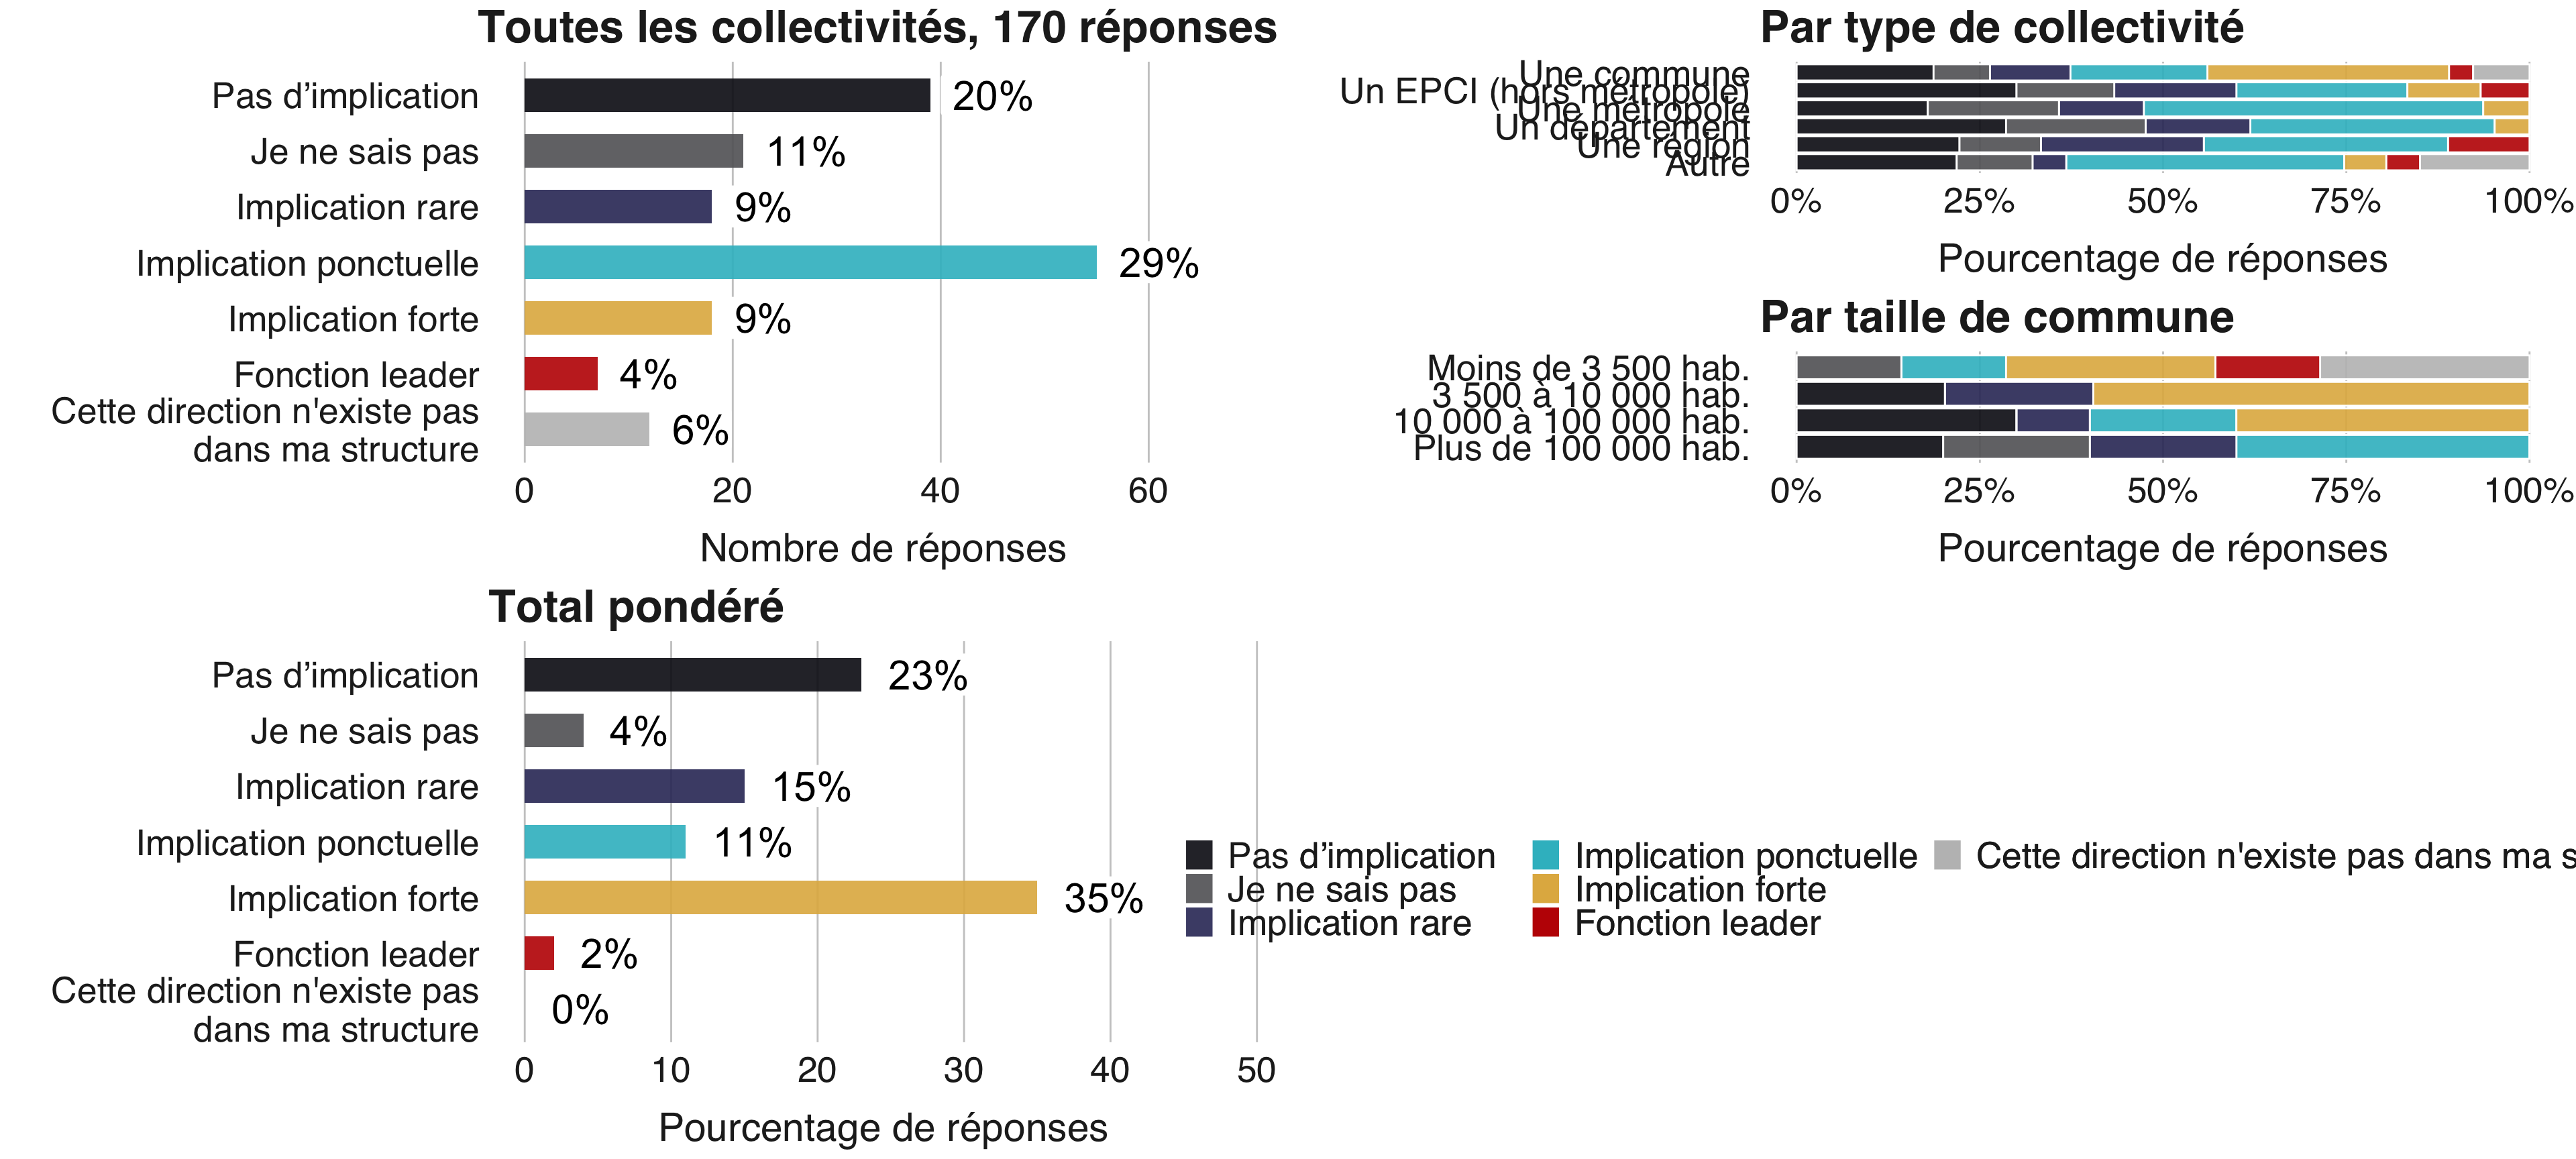 Toutes les collectivités, 170 réponses
Pas d’implication
20%
Je ne sais pas
11%
Implication rare
9%
Implication ponctuelle
29%
Implication forte
9%
Fonction leader
4%
Cette direction n'existe pas
dans ma structure
6%
0 20 40 60
Nombre de réponses
Par type de collectivité
Une commune
Un EPCI (hors métropole)
Une métropole
Un département
Une région
Autre
0% 25% 50% 75% 100%
Pourcentage de réponses
Par taille de commune
Moins de 3 500 hab.
3 500 à 10 000 hab.
10 000 à 100 000 hab.
Plus de 100 000 hab.
0% 25% 50% 75% 100%
Pourcentage de réponses
Total pondéré
Pas d’implication
23%
Je ne sais pas
4%
Implication rare
15%
Implication ponctuelle
11%
Implication forte
35%
Fonction leader
2%
Cette direction n'existe pas
dans ma structure
0%
0 10 20 30 40 50
Pourcentage de réponses
Pas d’implication
Je ne sais pas
Implication rare
Implication ponctuelle
Implication forte
Fonction leader
Cette direction n'existe pas dans ma s